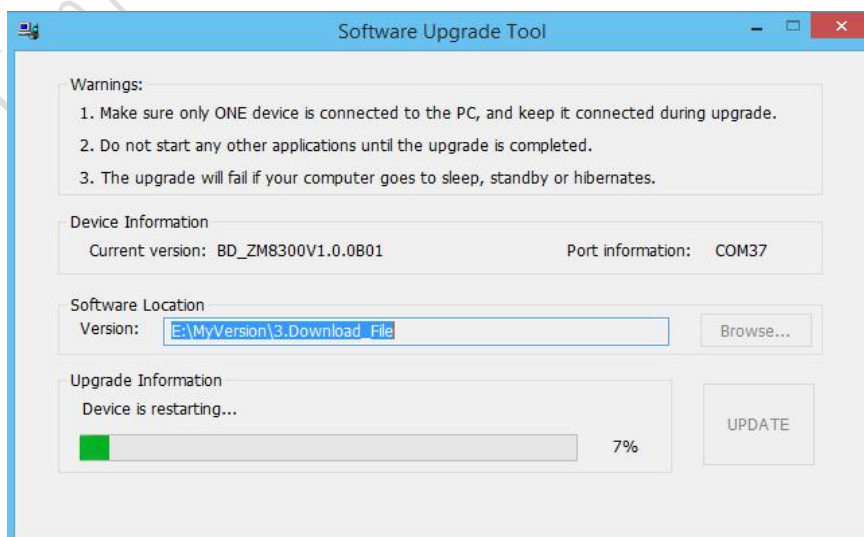 Software Upgrade Tool
Warnings:
1. Make sure only ONE device is connected to the PC, and keep it connected during upgrade.
2. Do not start any other applications until the upgrade is completed.
3. The upgrade will fail if your computer goes to sleep, standby or hibernates.
Device Information
Current version: BD_ZM8300V1.0.0B01 Port information: COM37
Software Location
Version: E:\MyVersion\3.Download_File Browse...
Upgrade Information
Device is restarting...
UPDATE
7%